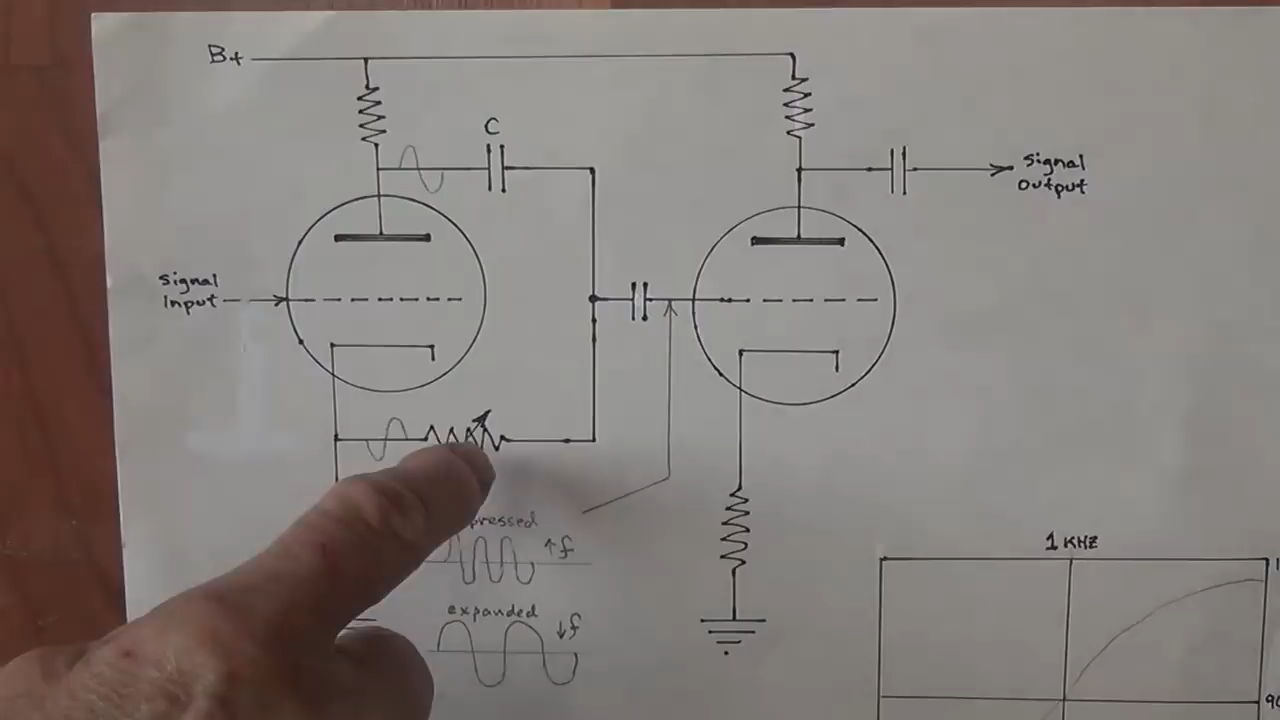 B+
C
Signal
Output
Signal
Input
↑f
expanded
↓f
1 KHZ